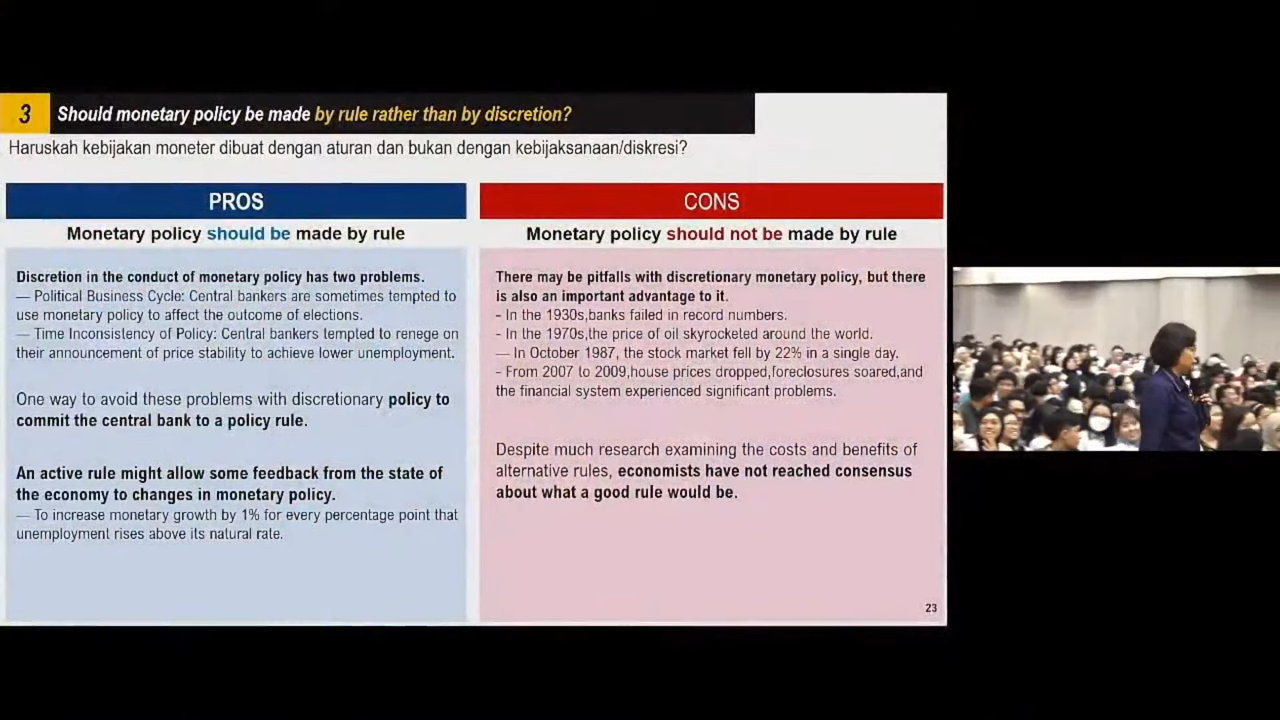 3
Should monetary policy be made by rule rather than by discretion?
Haruskah kebijakan moneter dibuat dengan aturan dan bukan dengan kebijaksanaan/diskresi?
PROS
Monetary policy should be made by rule
Discretion in the conduct of monetary policy has two problems.
— Political Business Cycle: Central bankers are sometimes tempted to
use monetary policy to affect the outcome of elections.
— Time Inconsistency of Policy: Central bankers tempted to renege on
their announcement of price stability to achieve lower unemployment.
One way to avoid these problems with discretionary policy to
commit the central bank to a policy rule.
An active rule might allow some feedback from the state of
the economy to changes in monetary policy.
— To increase monetary growth by 1% for every percentage point that
unemployment rises above its natural rate.
CONS
Monetary policy should not be made by rule
There may be pitfalls with discretionary monetary policy, but there
is also an important advantage to it.
- In the 1930s,banks failed in record numbers.
- In the 1970s,the price of oil skyrocketed around the world.
— In October 1987, the stock market fell by 22% in a single day.
- From 2007 to 2009,house prices dropped,foreclosures soared,and
the financial system experienced significant problems.
Despite much research examining the costs and benefits of
alternative rules, economists have not reached consensus
about what a good rule would be.
23